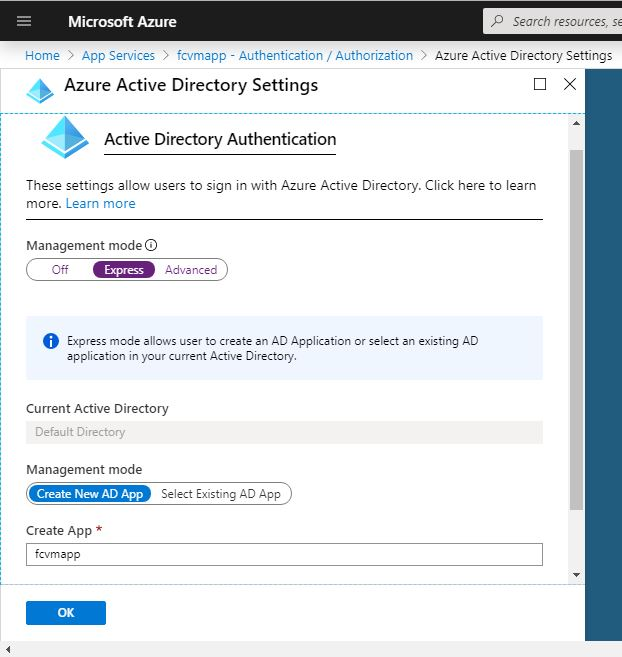 Microsoft Azure
Search resources, se
Home > App Services > fcvmapp - Authentication / Authorization > Azure Active Directory Settings
Azure Active Directory Settings
Active Directory Authentication
These settings allow users to sign in with Azure Active Directory. Click here to learn
more. Learn more
Management mode
Off Express Advanced
Express mode allows user to create an AD Application or select an existing AD
application in your current Active Directory.
Current Active Directory
Default Directory
Management mode
Create New AD App Select Existing AD App
Create App *
fcvmapp
OK